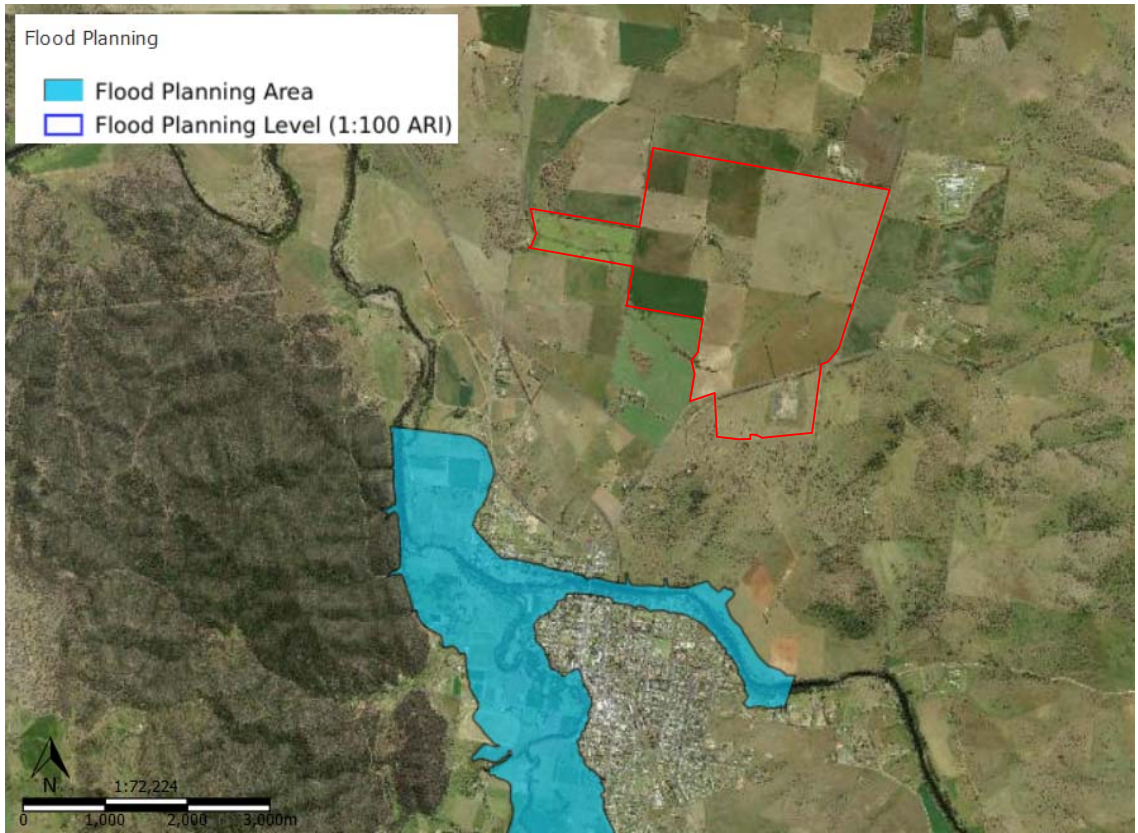 Flood Planning
Flood Planning Area
Flood Planning Level (1:100 ARI)
N
1:72,224
0 1,000 2,000 3,000m